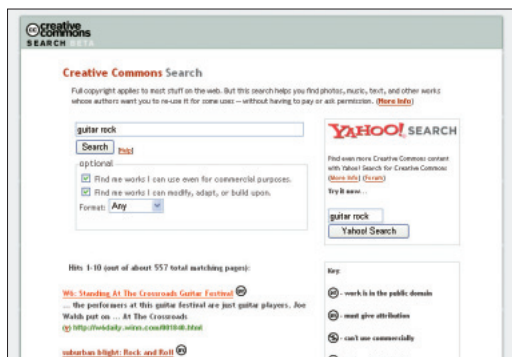 creative
commons
SEARCH BETA
Creative Commons Search
Full copyright applies to most stuff on the web. But this search helps you find photos, music, text, and other works
whose authors want you to re-use it for some uses – without having to pay or ask permission. (More Info)
guitar rock
Search [Help]
optional
Find me works I can use even for commercial purposes.
Find me works I can modify, adapt, or build upon.
Format: Any
YAHOO! SEARCH
Find even more Creative Commons content
with Yahoo! Search for Creative Commons
(More Info) (Forum)
Try it now...
guitar rock
Yahoo! Search
Hits 1-10 (out of about 557 total matching pages):
W6: Standing At The Crossroads Guitar Festival
... the performers at this guitar festival are just guitar players. Joe
Walsh put on ... At The Crossroads
suburban blight: Rock and Roll
Key:
- work is in the public domain
- must give attribution
- can't use commercially